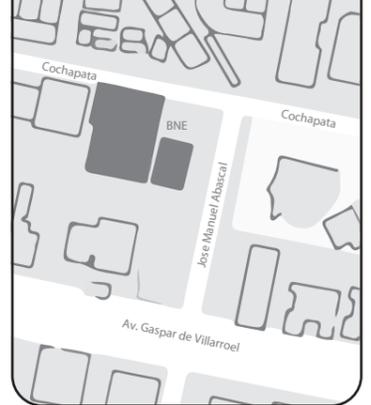 Cochapata
BNE
Cochapata
Jose Manuel Abascal
Av. Gaspar de Villarroel